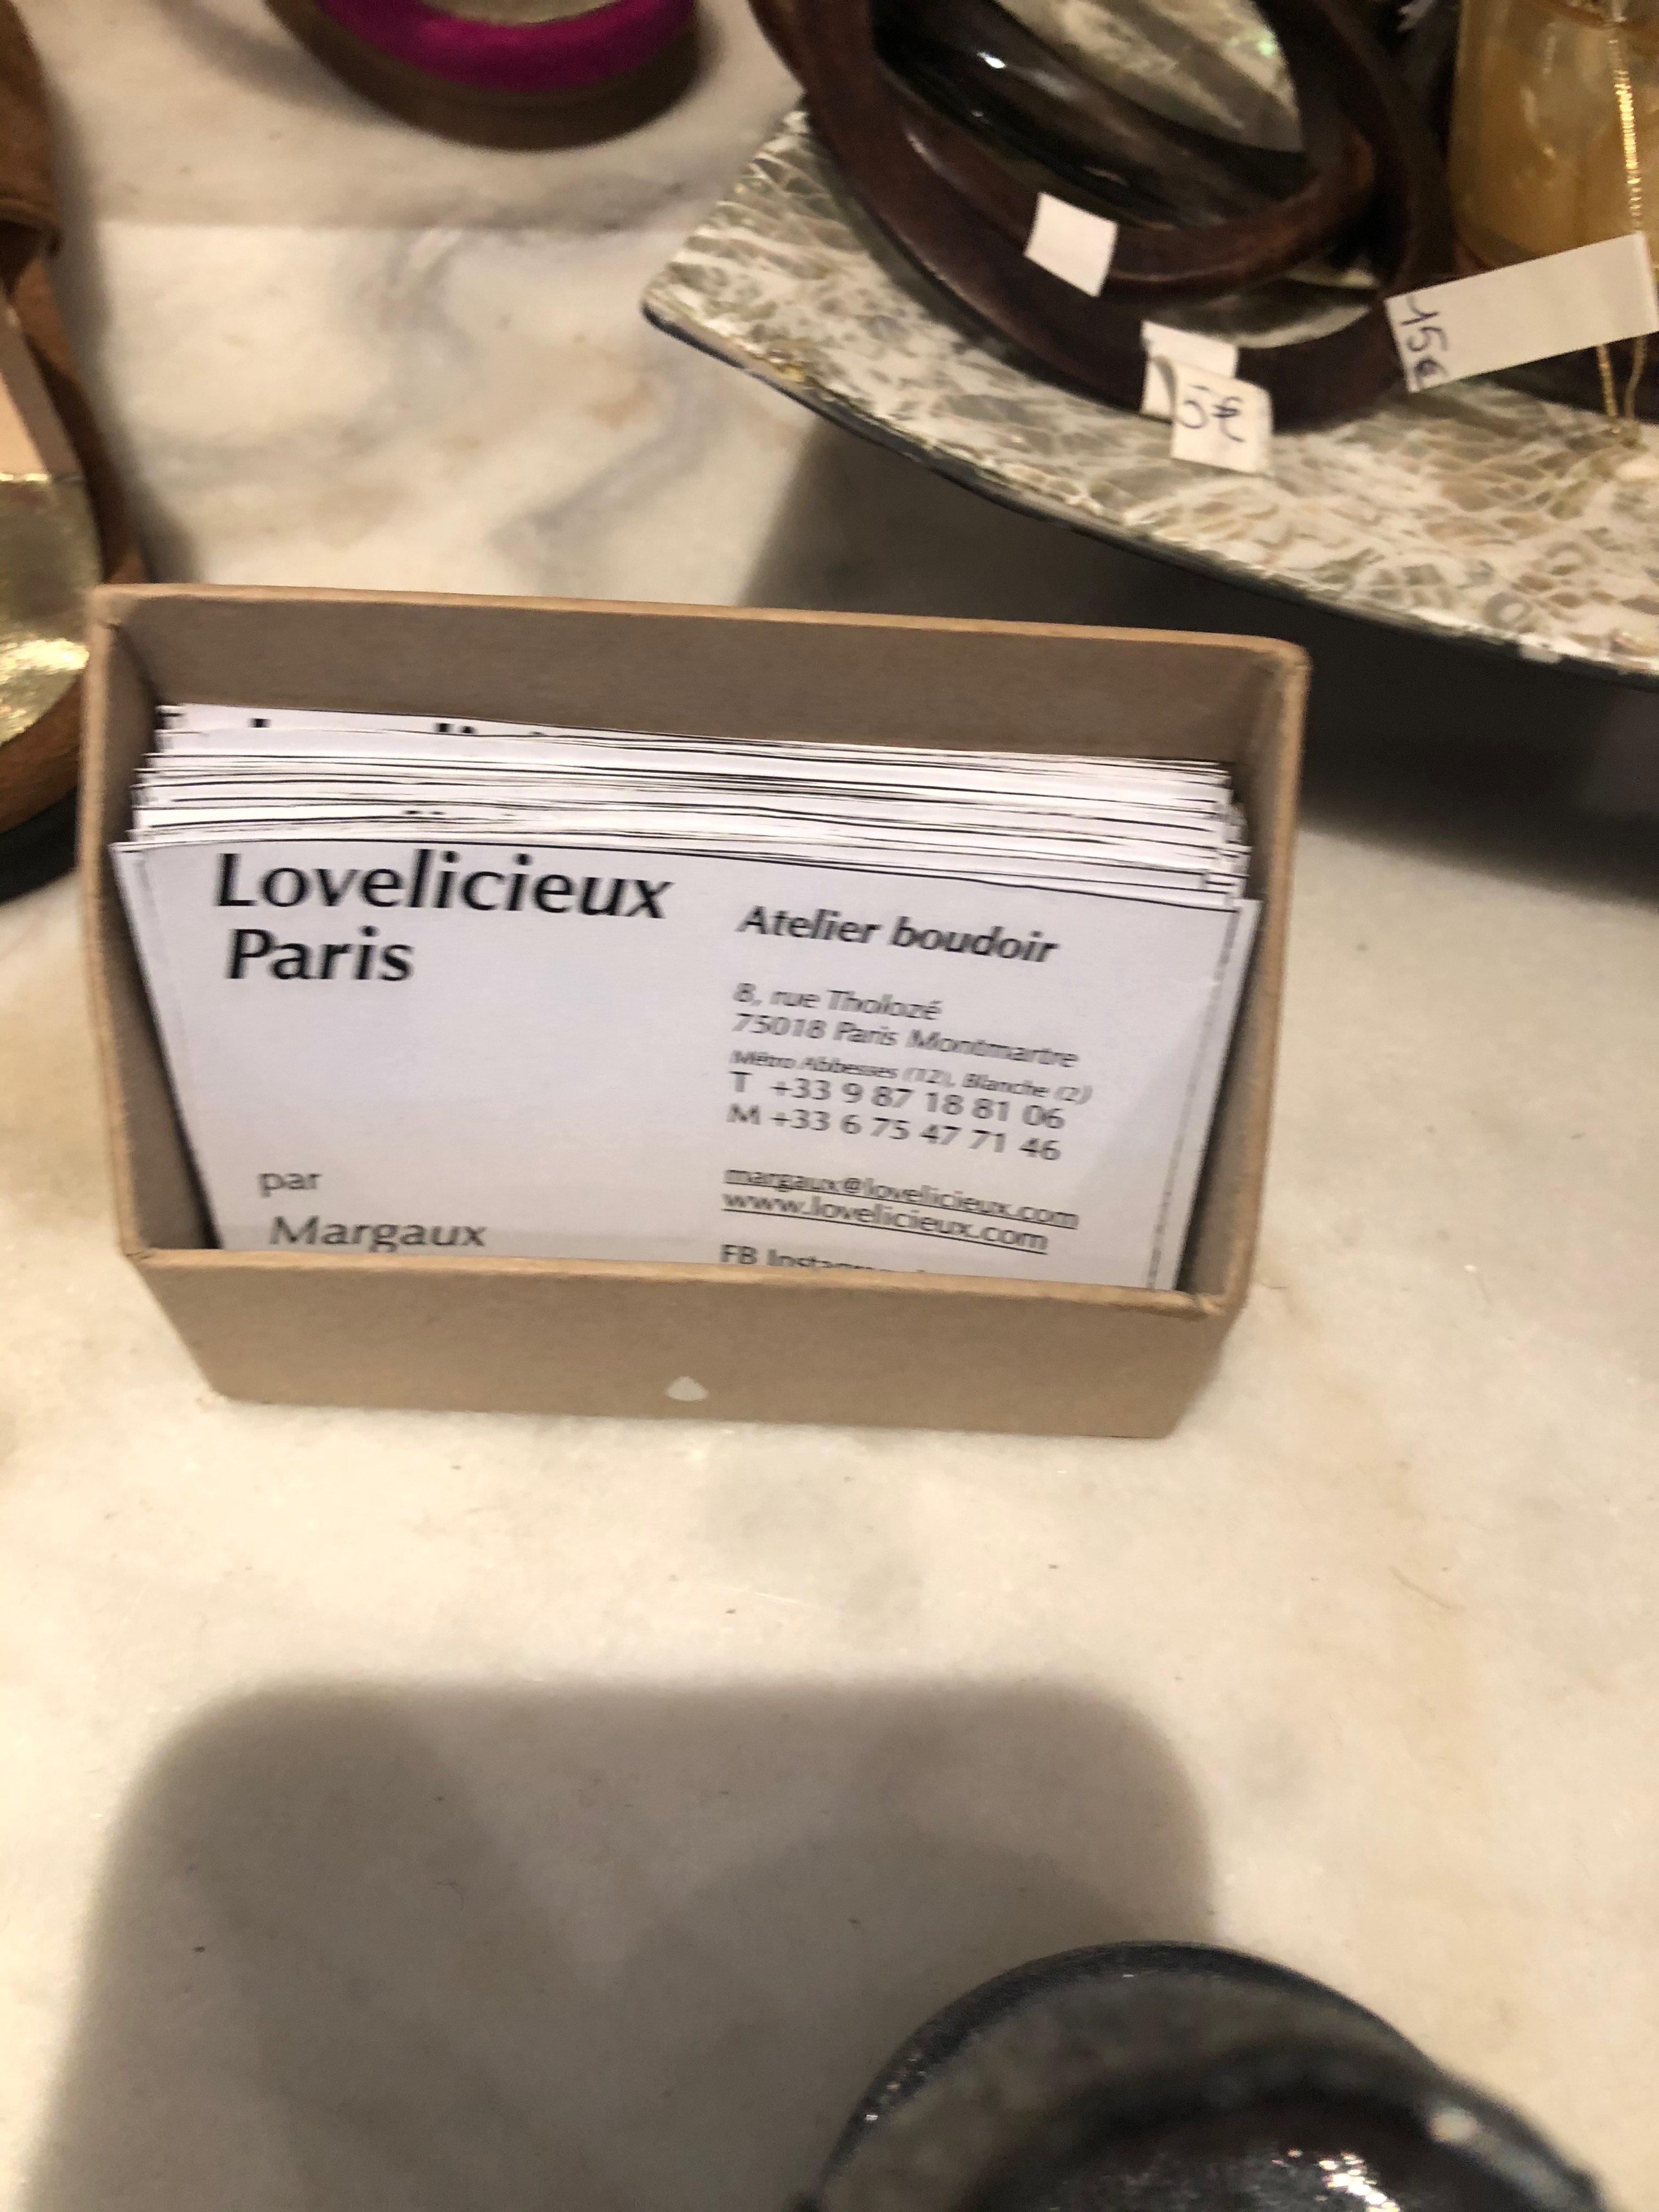 15€
5€
Lovelicieux
Paris
par
Margaux
Atelier boudoir
8, rue Tholozé
75018 Paris Montmartre
Métro Abbesses (12), Blanche (2)
T +33 9 87 18 81 06
M +33 6 75 47 71 46
margaux@lovelicieux.com
www.lovelicieux.com
FB